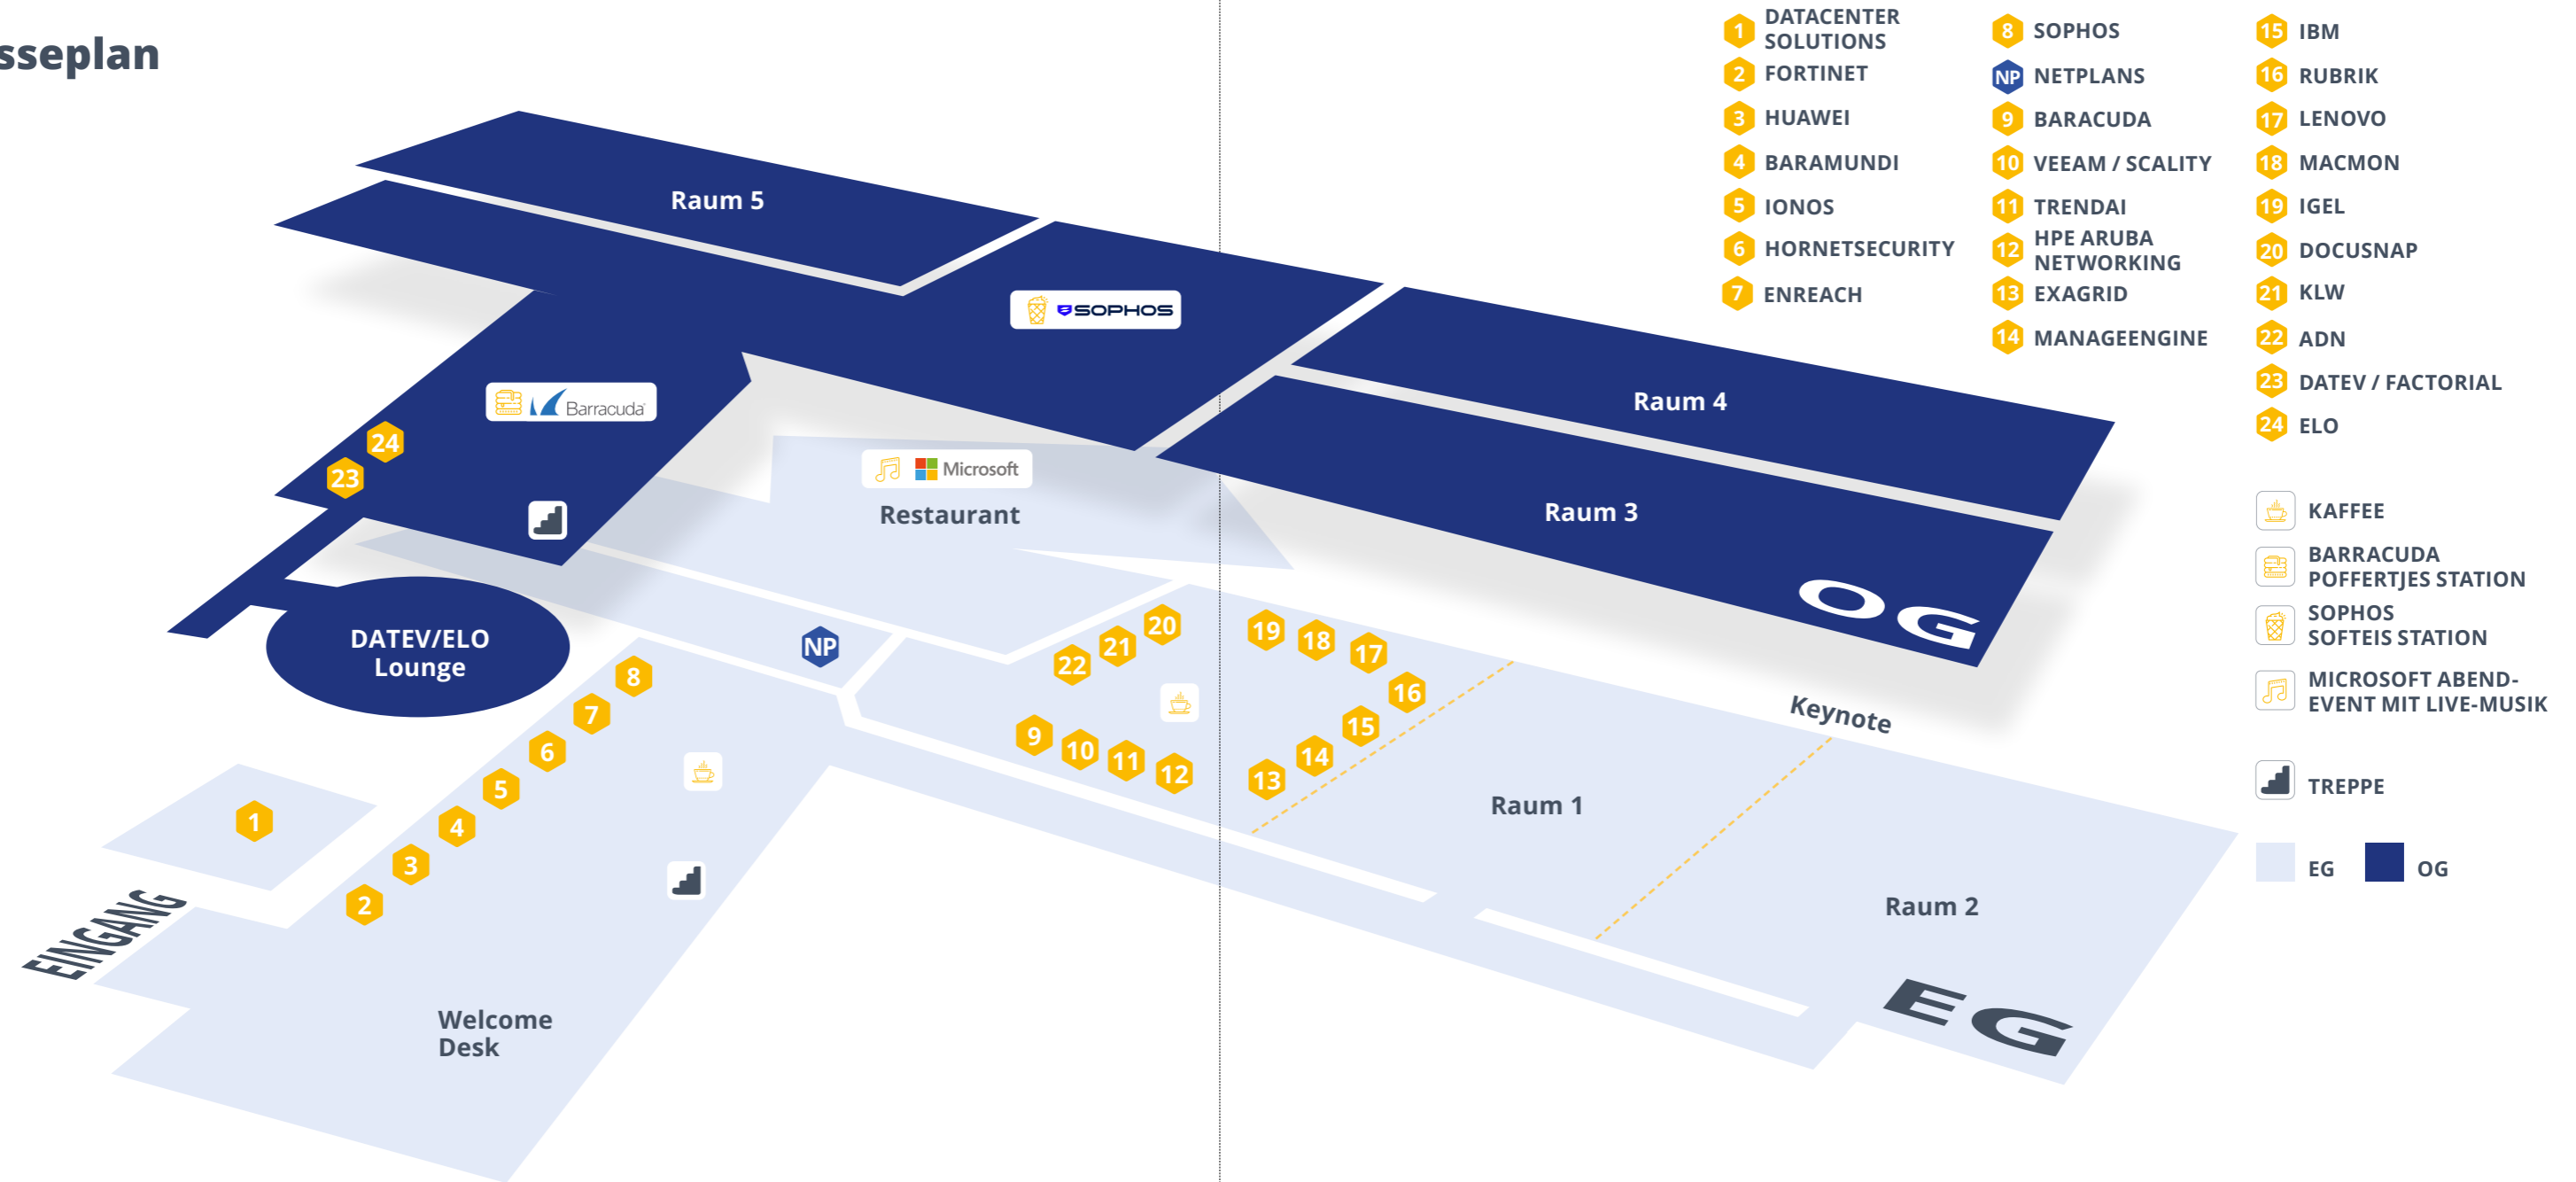 sseplan
1 DATACENTER
SOLUTIONS
2 FORTINET
3 HUAWEI
4 BARAMUNDI
5 IONOS
6 HORNETSECURITY
7 ENREACH
8 SOPHOS
NP NETPLANS
9 BARACUDA
10 VEEAM / SCALITY
11 TRENDAI
12 HPE ARUBA
NETWORKING
13 EXAGRID
14 MANAGEENGINE
15 IBM
16 RUBRIK
17 LENOVO
18 MACMON
19 IGEL
20 DOCUSNAP
21 KLW
22 ADN
23 DATEV / FACTORIAL
24 ELO
KAFFEE
BARRACUDA
POFFERTJES STATION
SOPHOS
SOFTEIS STATION
MICROSOFT ABEND-
EVENT MIT LIVE-MUSIK
TREPPE
EG
OG
Raum 5
SOPHOS
Barracuda
24
23
Raum 4
Raum 3
OG
Microsoft
Restaurant
DATEV/ELO
Lounge
NP
8
7
6
5
4
3
2
1
20
21
22
19
18
17
16
15
14
13
9
10
11
12
Keynote
Raum 1
Raum 2
EG
EINGANG
Welcome
Desk